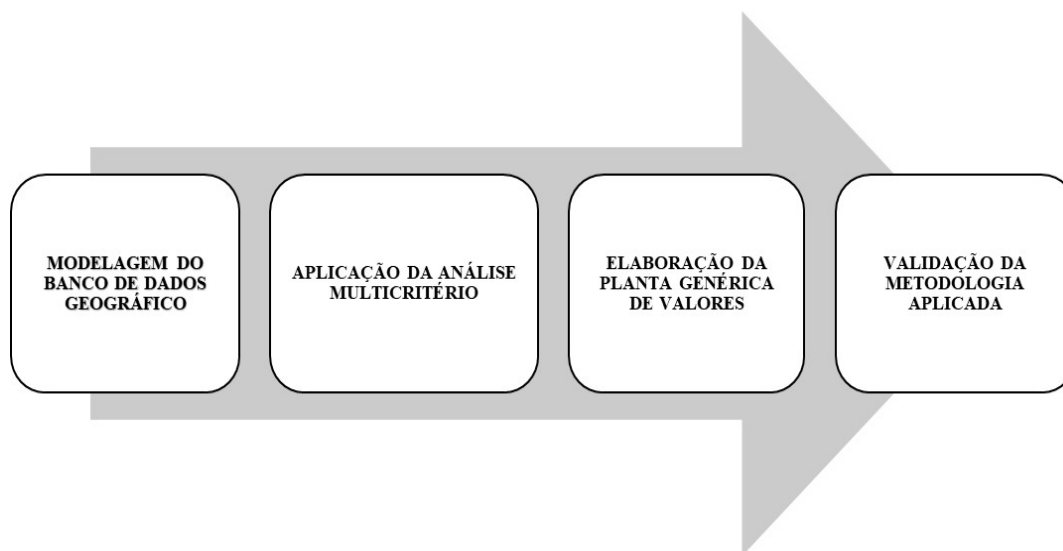 MODELAGEM DO
BANCO DE DADOS
GEOGRÁFICO
APLICAÇÃO DA ANÁLISE
MULTICRITÉRIO
ELABORAÇÃO DA
PLANTA GENÉRICA
DE VALORES
VALIDAÇÃO DA
METODOLOGIA
APLICADA